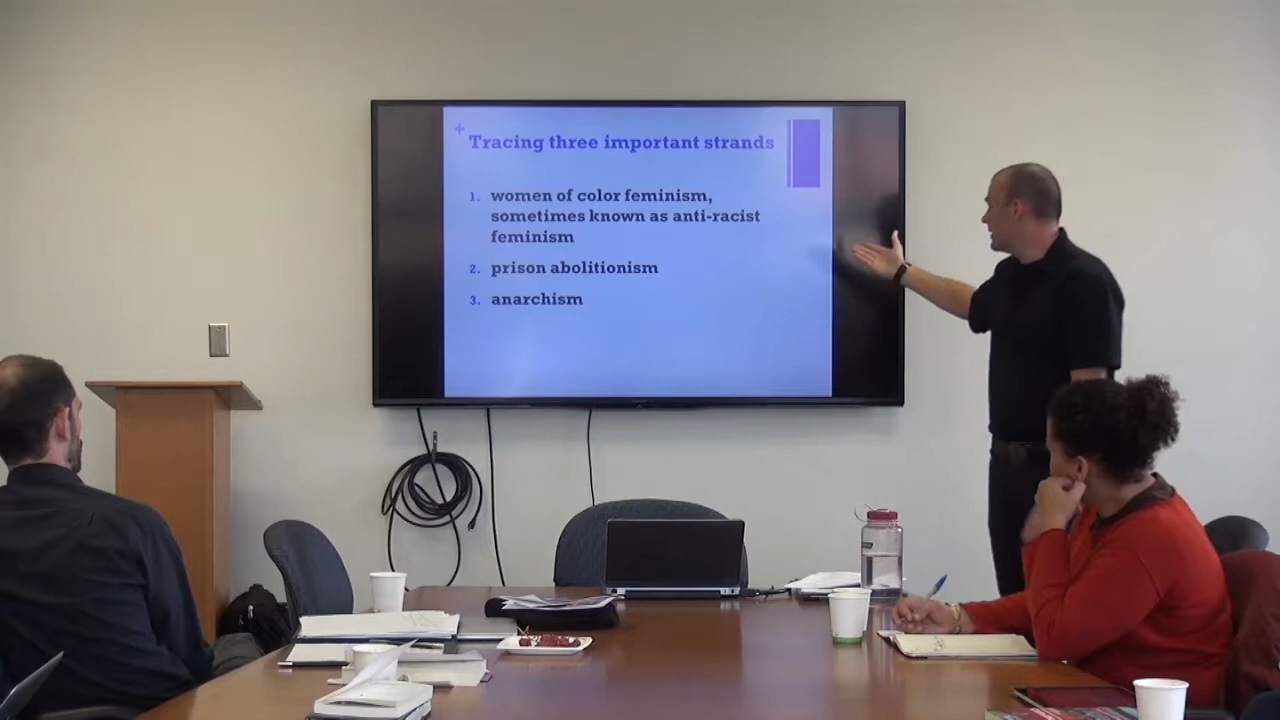 +
Tracing three important strands
1. women of color feminism,
sometimes known as anti-racist
feminism
2. prison abolitionism
3. anarchism